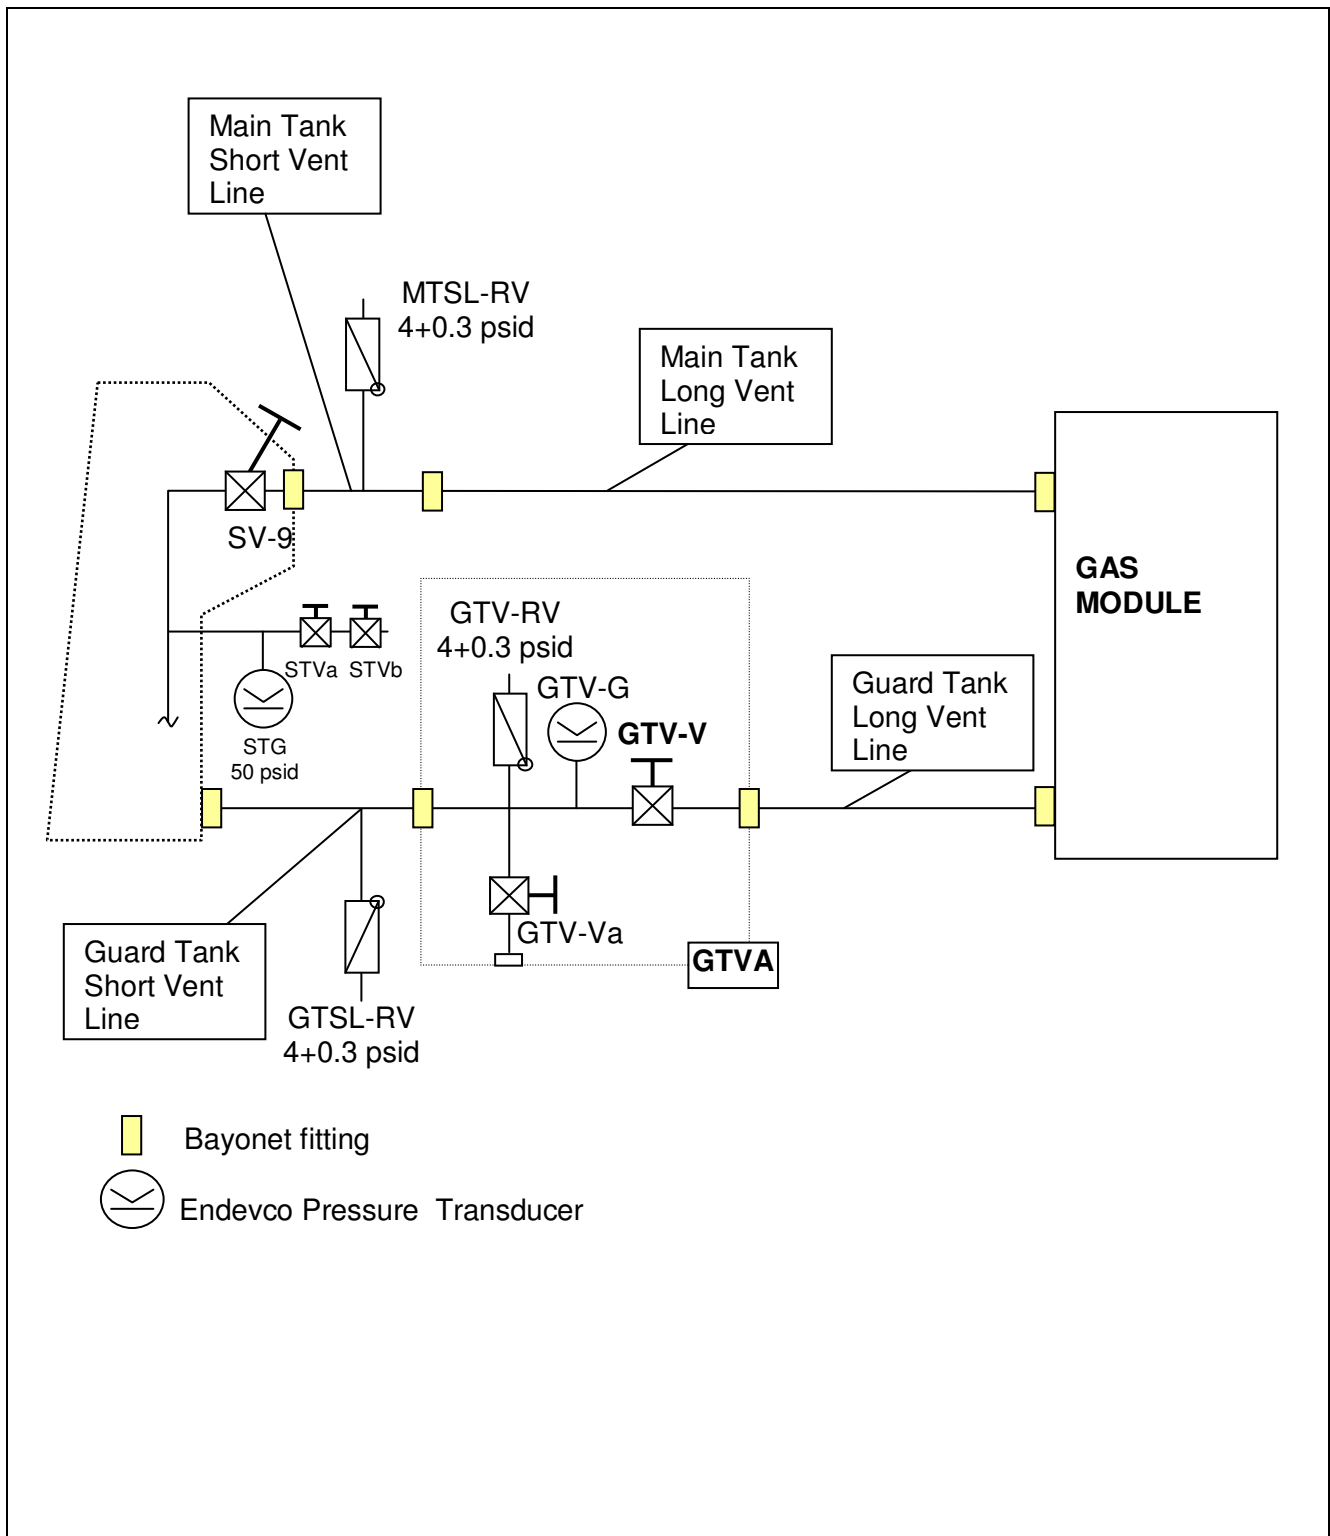 Main Tank
Short Vent
Line
MTSL-RV
4+0.3 psid
Main Tank
Long Vent
Line
SV-9
GAS
MODULE
STVa STVb
STG
50 psid
GTV-RV
4+0.3 psid
GTV-G
GTV-V
Guard Tank
Long Vent
Line
GTV-Va
GTVA
Guard Tank
Short Vent
Line
GTSL-RV
4+0.3 psid
Bayonet fitting
Endevco Pressure Transducer